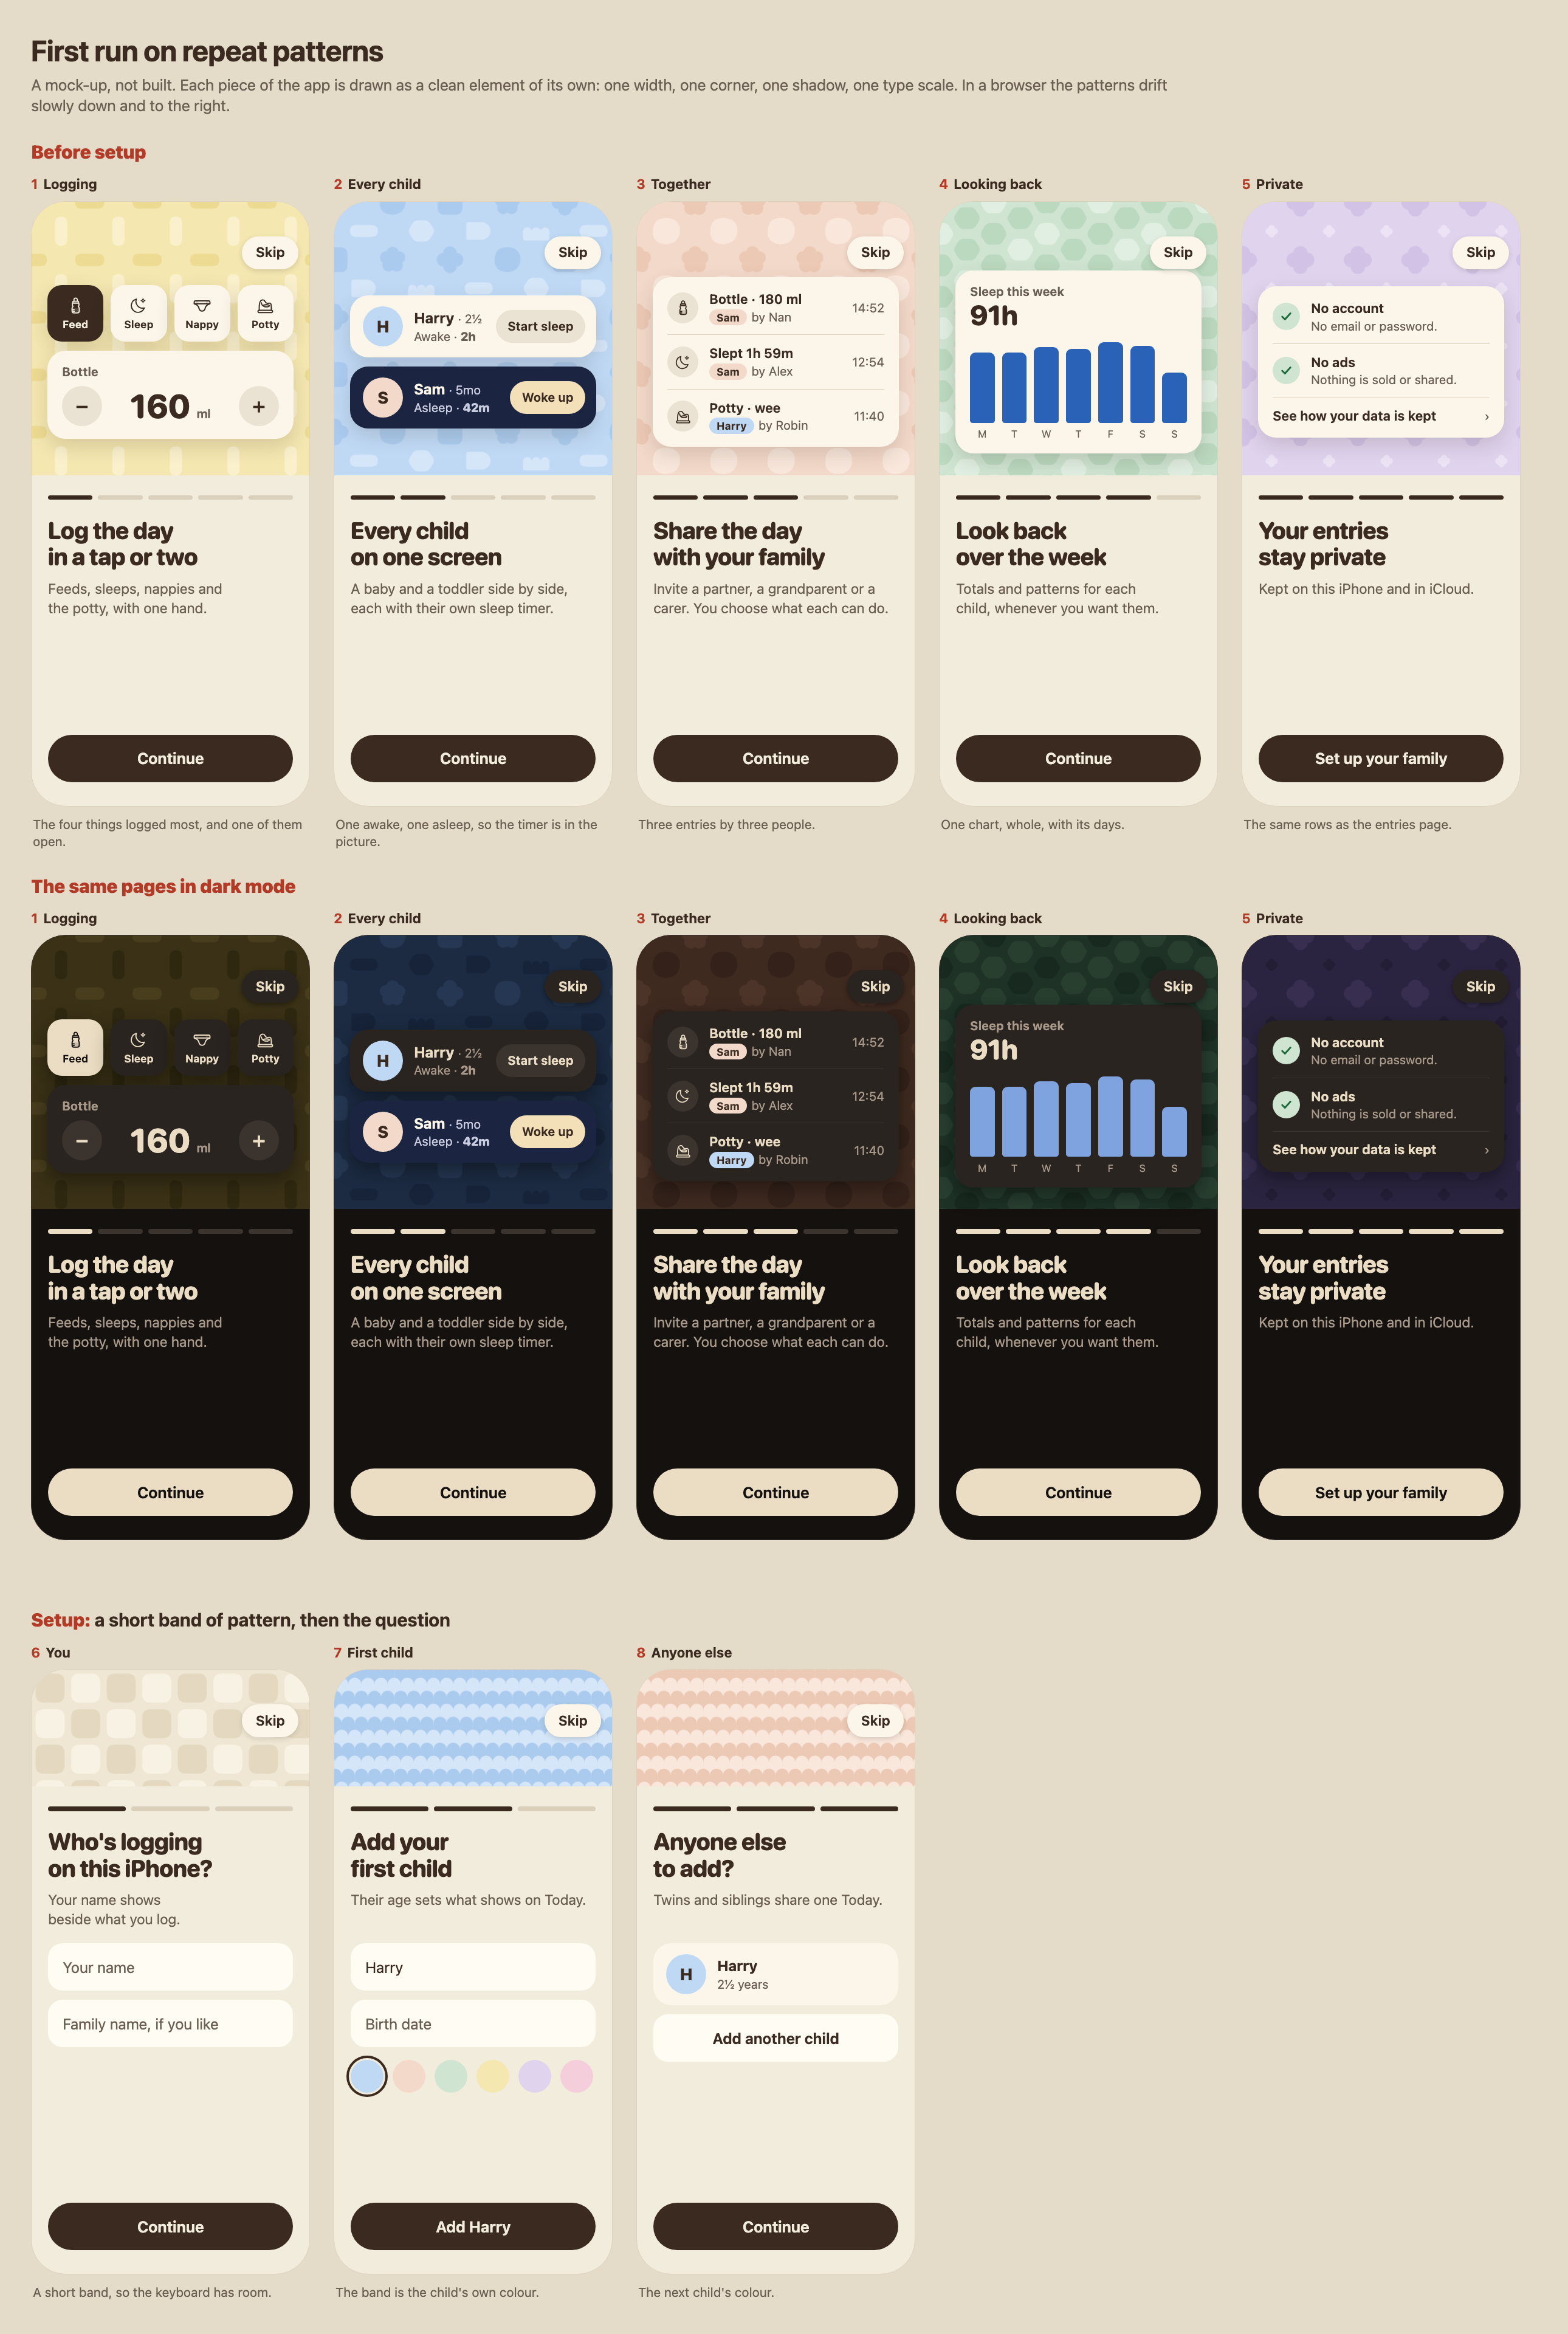 First run on repeat patterns
A mock-up, not built. Each piece of the app is drawn as a clean element of its own: one width, one corner, one shadow, one type scale. In a browser the patterns drift
slowly down and to the right.
Before setup
1 Logging
Skip
Feed
Sleep
Nappy
Potty
Bottle
− 160 ml +
Log the day
in a tap or two
Feeds, sleeps, nappies and
the potty, with one hand.
Continue
The four things logged most, and one of them
open.
2 Every child
Skip
H
Harry · 2½
Awake · 2h
Start sleep
S
Sam · 5mo
Asleep · 42m
Woke up
Every child
on one screen
A baby and a toddler side by side,
each with their own sleep timer.
Continue
One awake, one asleep, so the timer is in the
picture.
3 Together
Skip
Bottle · 180 ml
Sam by Nan
14:52
Slept 1h 59m
Sam by Alex
12:54
Potty · wee
Harry by Robin
11:40
Share the day
with your family
Invite a partner, a grandparent or a
carer. You choose what each can do.
Continue
Three entries by three people.
4 Looking back
Skip
Sleep this week
91h
M T W T F S S
Look back
over the week
Totals and patterns for each
child, whenever you want them.
Continue
One chart, whole, with its days.
5 Private
Skip
No account
No email or password.
No ads
Nothing is sold or shared.
See how your data is kept ›
Your entries
stay private
Kept on this iPhone and in iCloud.
Set up your family
The same rows as the entries page.
The same pages in dark mode
1 Logging
Skip
Feed
Sleep
Nappy
Potty
Bottle
− 160 ml +
Log the day
in a tap or two
Feeds, sleeps, nappies and
the potty, with one hand.
Continue
2 Every child
Skip
H
Harry · 2½
Awake · 2h
Start sleep
S
Sam · 5mo
Asleep · 42m
Woke up
Every child
on one screen
A baby and a toddler side by side,
each with their own sleep timer.
Continue
3 Together
Skip
Bottle · 180 ml
Sam by Nan
14:52
Slept 1h 59m
Sam by Alex
12:54
Potty · wee
Harry by Robin
11:40
Share the day
with your family
Invite a partner, a grandparent or a
carer. You choose what each can do.
Continue
4 Looking back
Skip
Sleep this week
91h
M T W T F S S
Look back
over the week
Totals and patterns for each
child, whenever you want them.
Continue
5 Private
Skip
No account
No email or password.
No ads
Nothing is sold or shared.
See how your data is kept ›
Your entries
stay private
Kept on this iPhone and in iCloud.
Set up your family
Setup: a short band of pattern, then the question
6 You
Skip
Who's logging
on this iPhone?
Your name shows
beside what you log.
Your name
Family name, if you like
Continue
A short band, so the keyboard has room.
7 First child
Skip
Add your
first child
Their age sets what shows on Today.
Harry
Birth date
Add Harry
The band is the child's own colour.
8 Anyone else
Skip
Anyone else
to add?
Twins and siblings share one Today.
H
Harry
2½ years
Add another child
Continue
The next child's colour.